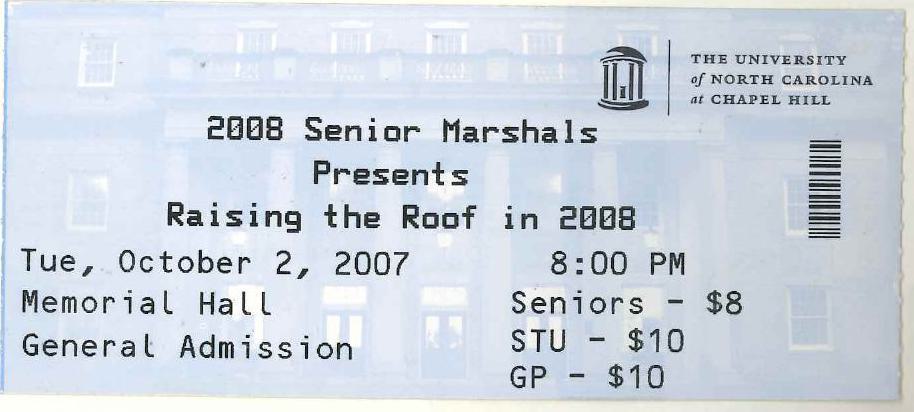 THE UNIVERSITY
of NORTH CAROLINA
at CHAPEL HILL
2008 Senior Marshals
Presents
Raising the Roof in 2008
Tue, October 2, 2007 8:00 PM
Memorial Hall Seniors - $8
General Admission STU - $10
GP - $10